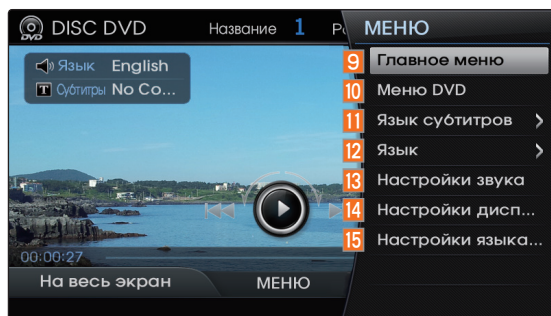 DVD DISC DVD Название 1 МЕНЮ
Язык English
T Субтитры No Co...
9 Главное меню
10 Меню DVD
11 Язык субтитров
12 Язык
13 Настройки звука
14 Настройки дисп...
15 Настройки языка...
00:00:27
На весь экран МЕНЮ